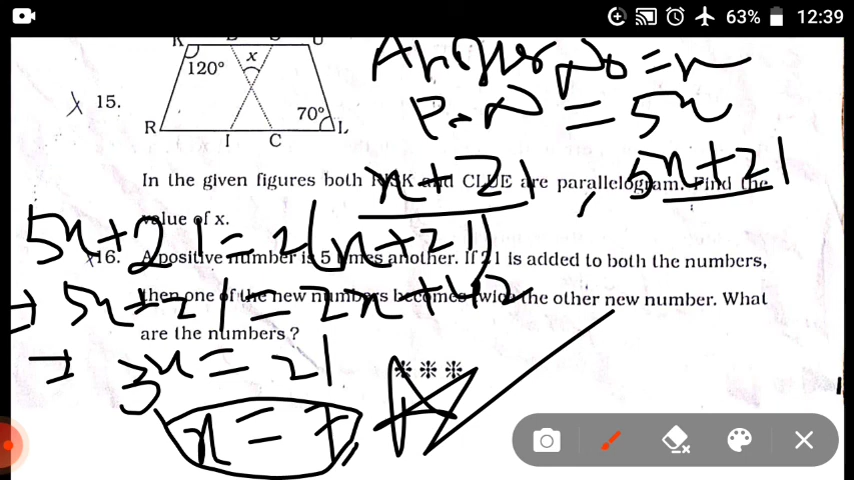 63% 12:39
K E S U
120° x
15.
70°
R I C L
In the given figures both RISK and CLUE are parallelogram. Find the
value of x.
16. A positive number is 5 times another. If 21 is added to both the numbers,
then one of the new numbers becomes twice the other new number. What
are the numbers ?
***
Another no = x
P.N = 5x
x+21, 5x+21
5x+21=2(x+21)
⇒ 5x+21=2x+42
⇒ 3x=21
x=7